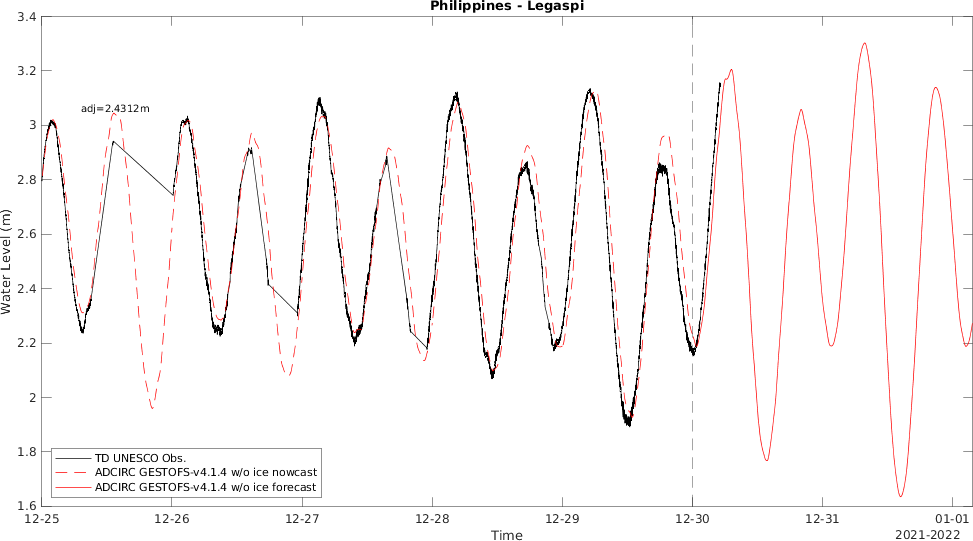 Philippines - Legaspi
3.4
3.2
3
2.8
2.6
2.4
2.2
2
1.8
1.6
Water Level (m)
adj=2.4312m
TD UNESCO Obs.
ADCIRC GESTOFS-v4.1.4 w/o ice nowcast
ADCIRC GESTOFS-v4.1.4 w/o ice forecast
12-25 12-26 12-27 12-28 12-29 12-30 12-31 01-01
Time
2021-2022